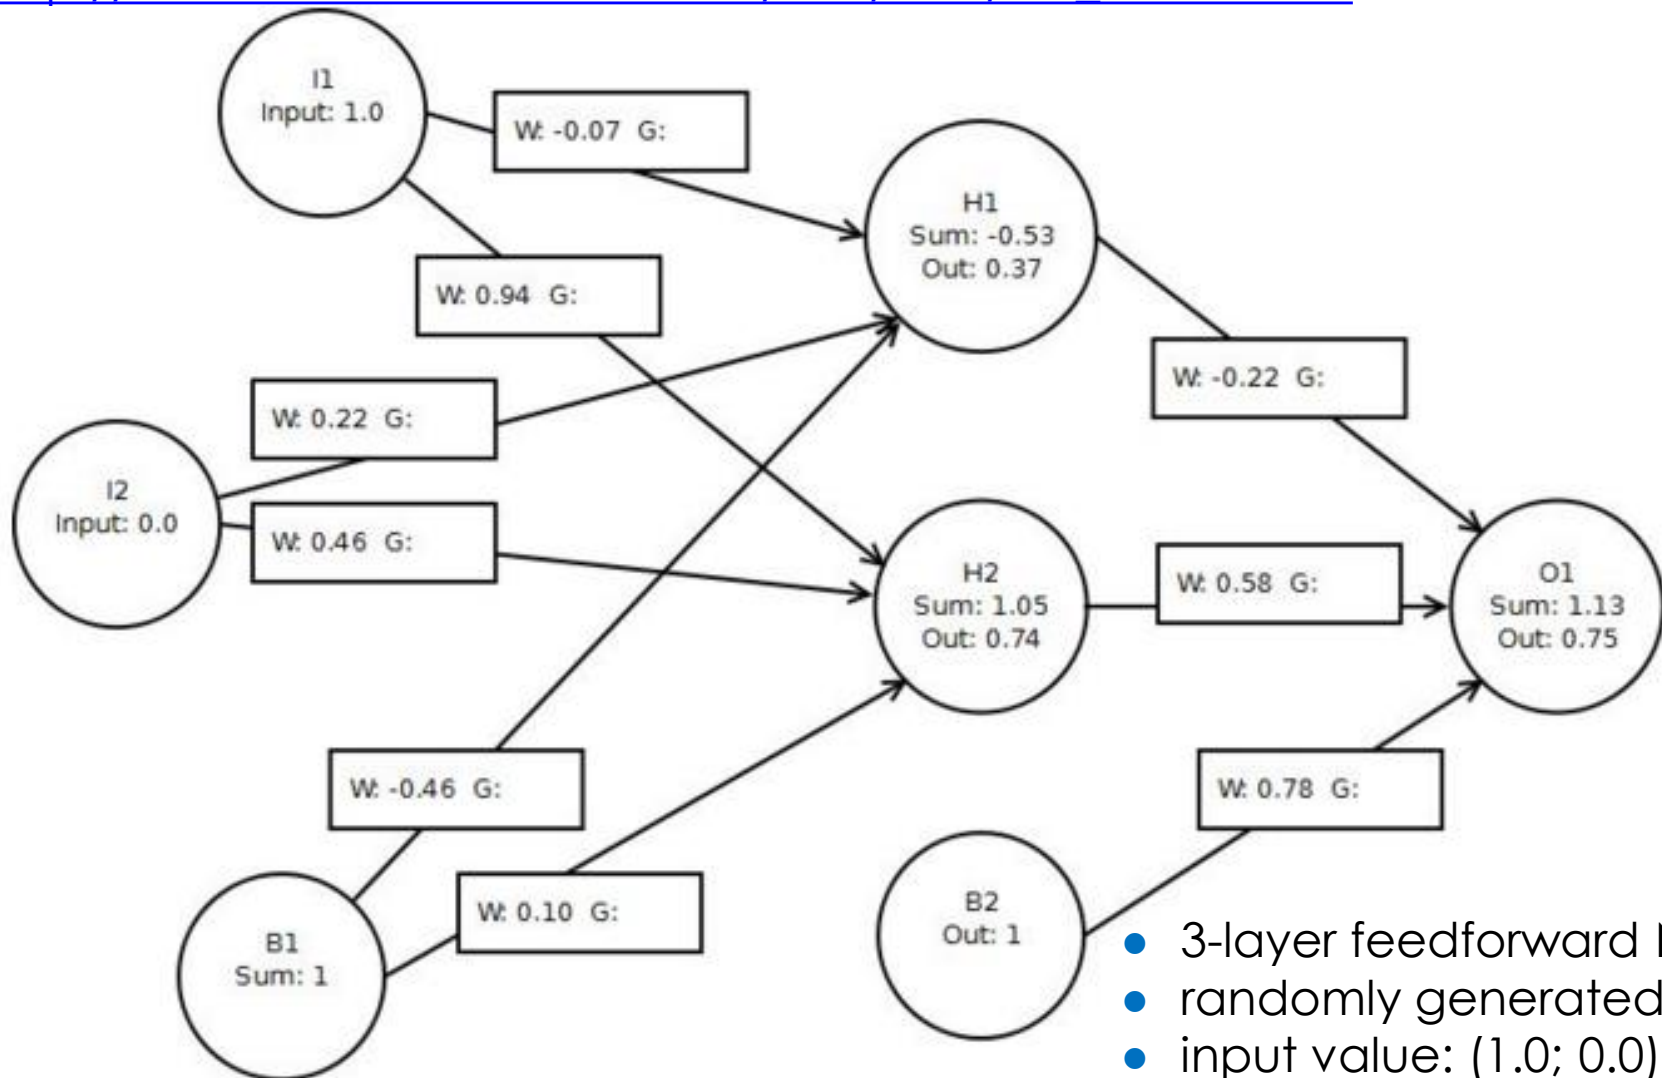 I1
Input: 1.0
W: -0.07 G:
H1
Sum: -0.53
Out: 0.37
W: 0.94 G:
W: -0.22 G:
W: 0.22 G:
I2
Input: 0.0
W: 0.46 G:
H2
Sum: 1.05
Out: 0.74
W: 0.58 G:
O1
Sum: 1.13
Out: 0.75
W: -0.46 G:
W: 0.78 G:
W: 0.10 G:
B1
Sum: 1
B2
Out: 1
● 3-layer feedforward
● randomly generated
● input value: (1.0; 0.0)